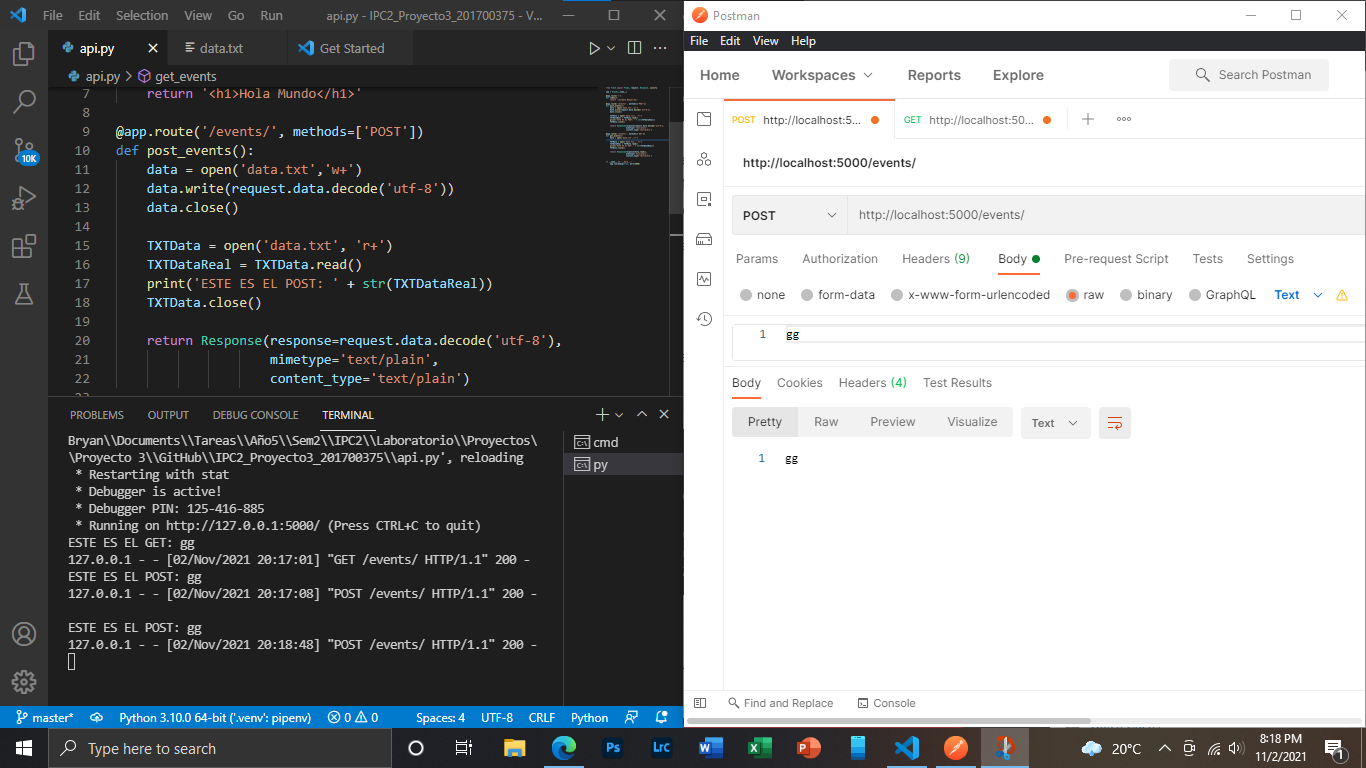 File Edit Selection View Go Run api.py - IPC2_Proyecto3_201700375 - V...
api.py
data.txt
Get Started
api.py > get_events
7 return '<h1>Hola Mundo</h1>'
8
9 @app.route('/events/', methods=['POST'])
10 def post_events():
11 data = open('data.txt','w+')
12 data.write(request.data.decode('utf-8'))
13 data.close()
14
15 TXTData = open('data.txt', 'r+')
16 TXTDataReal = TXTData.read()
17 print('ESTE ES EL POST: ' + str(TXTDataReal))
18 TXTData.close()
19
20 return Response(response=request.data.decode('utf-8'),
21 mimetype='text/plain',
22 content_type='text/plain')
10K
PROBLEMS OUTPUT DEBUG CONSOLE TERMINAL
Bryan\\Documents\\Tareas\\Año5\\Sem2\\IPC2\\Laboratorio\\Proyectos\
\Proyecto 3\\GitHub\\IPC2_Proyecto3_201700375\\api.py', reloading
* Restarting with stat
* Debugger is active!
* Debugger PIN: 125-416-885
* Running on http://127.0.0.1:5000/ (Press CTRL+C to quit)
ESTE ES EL GET: gg
127.0.0.1 - - [02/Nov/2021 20:17:01] "GET /events/ HTTP/1.1" 200 -
ESTE ES EL POST: gg
127.0.0.1 - - [02/Nov/2021 20:17:08] "POST /events/ HTTP/1.1" 200 -
ESTE ES EL POST: gg
127.0.0.1 - - [02/Nov/2021 20:18:48] "POST /events/ HTTP/1.1" 200 -
cmd
py
master* Python 3.10.0 64-bit ('.venv': pipenv) 0 0 Spaces: 4 UTF-8 CRLF Python
Postman
File Edit View Help
Home Workspaces Reports Explore Search Postman
POST http://localhost:5... GET http://localhost:50...
http://localhost:5000/events/
POST http://localhost:5000/events/
Params Authorization Headers (9) Body Pre-request Script Tests Settings
none form-data x-www-form-urlencoded raw binary GraphQL Text
1 gg
Body Cookies Headers (4) Test Results
Pretty Raw Preview Visualize Text
1 gg
Find and Replace Console
Type here to search
Ps
Lrc
20°C
8:18 PM
11/2/2021
1